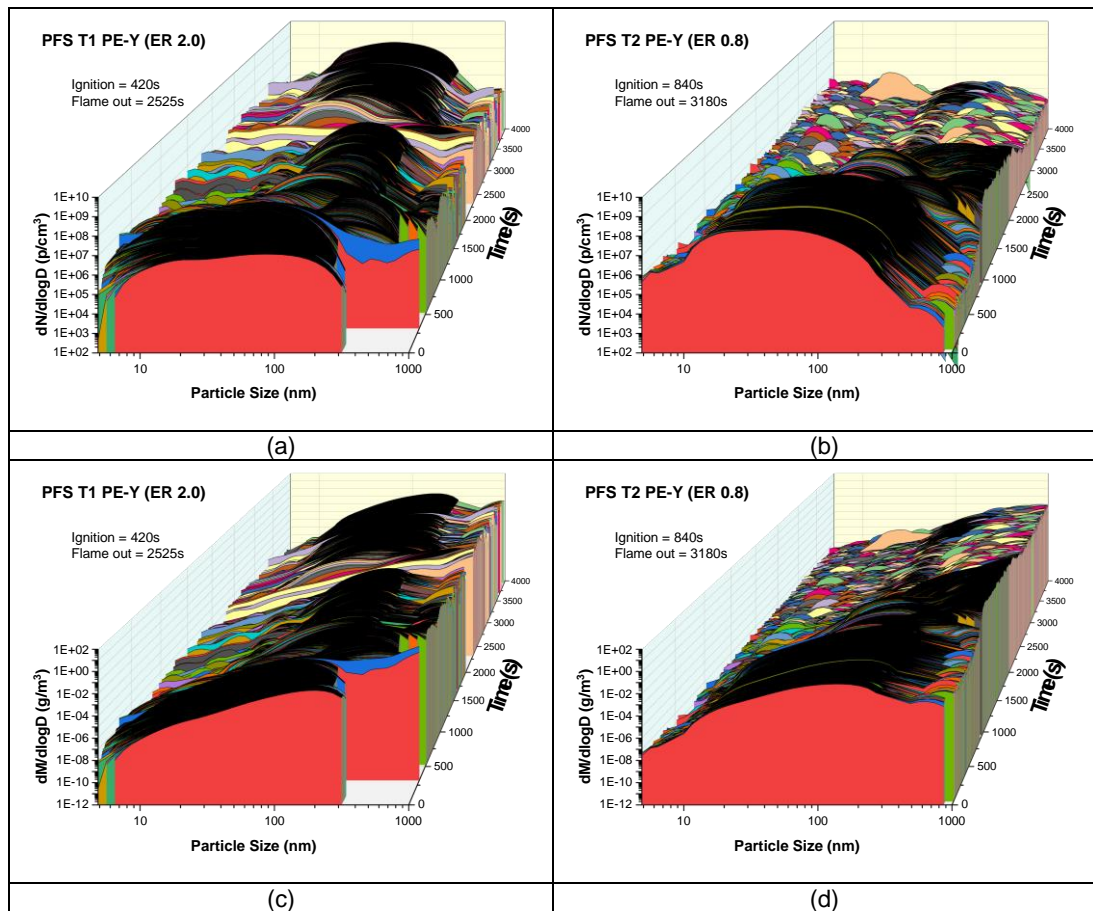 PFS T1 PE-Y (ER 2.0)
Ignition = 420s
Flame out = 2525s
1E+10
1E+9
1E+08
1E+07
1E+06
1E+05
1E+04
1E+03
1E+02
dN/dlogD (p/cm³)
10
100
1000
Particle Size (nm)
0
500
1000
1500
2000
2500
3000
3500
4000
Time(s)
(a)
PFS T2 PE-Y (ER 0.8)
Ignition = 840s
Flame out = 3180s
1E+10
1E+09
1E+08
1E+07
1E+06
1E+05
1E+04
1E+03
1E+02
dN/dlogD (p/cm³)
10
100
1000
Particle Size (nm)
0
500
1000
1500
2000
2500
3000
3500
4000
Time(s)
(b)
PFS T1 PE-Y (ER 2.0)
Ignition = 420s
Flame out = 2525s
1E+02
1E+00
1E-02
1E-04
1E-06
1E-08
1E-10
1E-12
dM/dlogD (g/m³)
10
100
1000
Particle Size (nm)
0
500
1000
1500
2000
2500
3000
3500
4000
Time(s)
(c)
PFS T2 PE-Y (ER 0.8)
Ignition = 840s
Flame out = 3180s
1E+02
1E+00
1E-02
1E-04
1E-06
1E-08
1E-10
1E-12
dM/dlogD (g/m³)
10
100
1000
Particle Size (nm)
0
500
1000
1500
2000
2500
3000
3500
4000
Time(s)
(d)